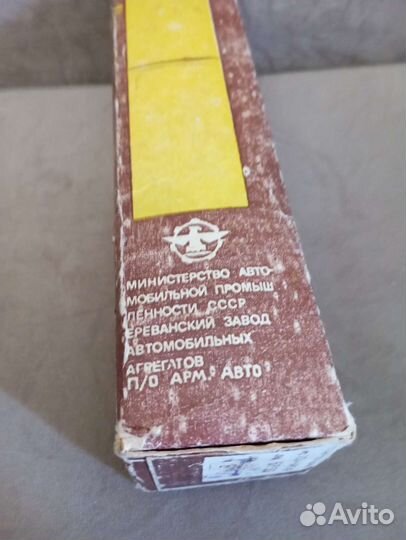 МИНИСТЕРСТВО АВТО-
МОБИЛЬНОЙ ПРОМЫШ
ЛЕННОСТИ СССР
ЕРЕВАНСКИЙ ЗАВОД
АВТОМОБИЛЬНЫХ
АГРЕГАТОВ
П/О АРМ. АВТО
Avito